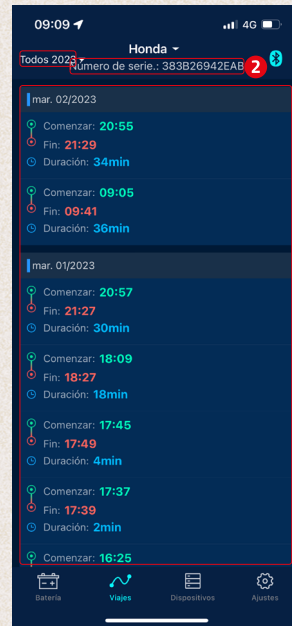 09:09 4G
Honda
Todos 2023
Número de serie.: 383B26942EAB
2
mar. 02/2023
Comenzar: 20:55
Fin: 21:29
Duración: 34min
Comenzar: 09:05
Fin: 09:41
Duración: 36min
mar. 01/2023
Comenzar: 20:57
Fin: 21:27
Duración: 30min
Comenzar: 18:09
Fin: 18:27
Duración: 18min
Comenzar: 17:45
Fin: 17:49
Duración: 4min
Comenzar: 17:37
Fin: 17:39
Duración: 2min
Comenzar: 16:25
Batería Viajes Dispositivos Ajustes